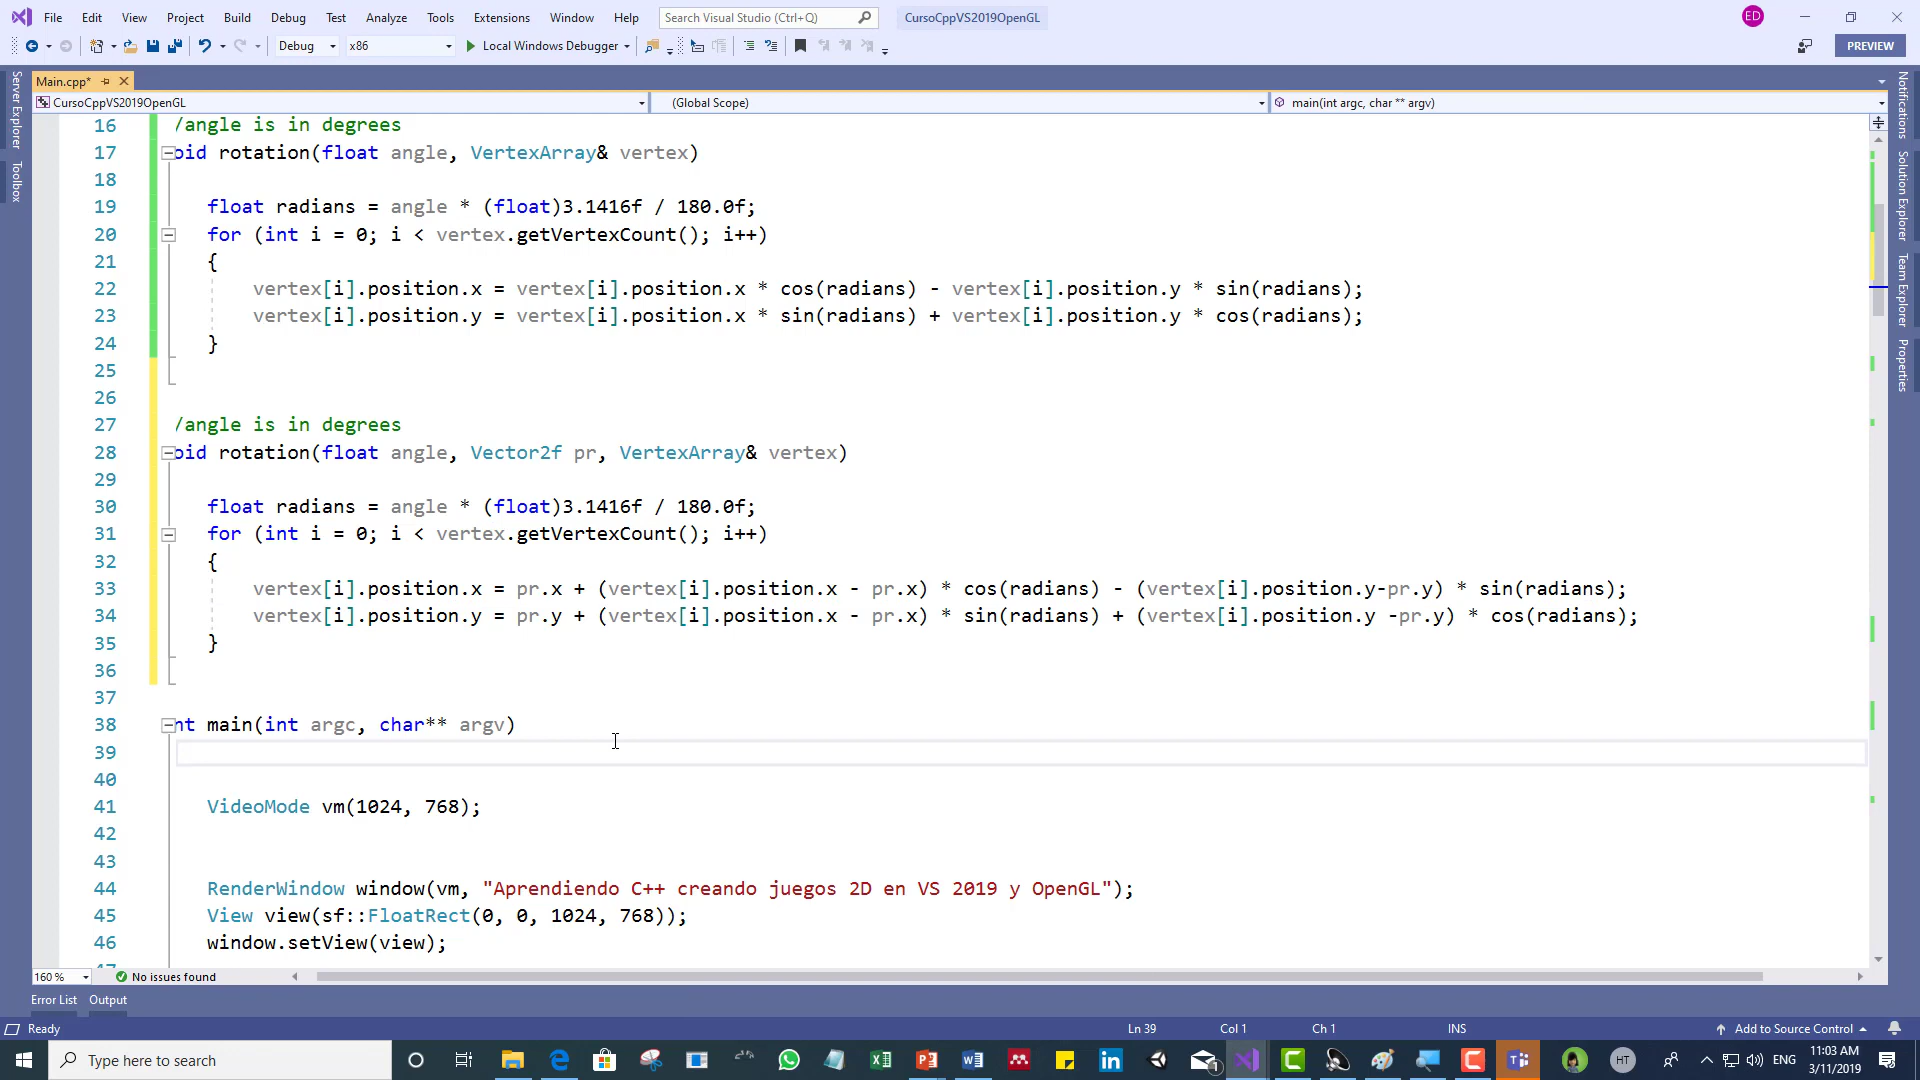 File Edit View Project Build Debug Test Analyze Tools Extensions Window Help Search Visual Studio (Ctrl+Q) CursoCppVS2019OpenGL ED
Debug x86 Local Windows Debugger PREVIEW
Main.cpp*
CursoCppVS2019OpenGL (Global Scope) main(int argc, char ** argv)
Server Explorer
Toolbox
Notifications
Solution Explorer
Team Explorer
Properties
16 /angle is in degrees
17 oid rotation(float angle, VertexArray& vertex)
18
19 float radians = angle * (float)3.1416f / 180.0f;
20 for (int i = 0; i < vertex.getVertexCount(); i++)
21 {
22 vertex[i].position.x = vertex[i].position.x * cos(radians) - vertex[i].position.y * sin(radians);
23 vertex[i].position.y = vertex[i].position.x * sin(radians) + vertex[i].position.y * cos(radians);
24 }
25
26
27 /angle is in degrees
28 oid rotation(float angle, Vector2f pr, VertexArray& vertex)
29
30 float radians = angle * (float)3.1416f / 180.0f;
31 for (int i = 0; i < vertex.getVertexCount(); i++)
32 {
33 vertex[i].position.x = pr.x + (vertex[i].position.x - pr.x) * cos(radians) - (vertex[i].position.y-pr.y) * sin(radians);
34 vertex[i].position.y = pr.y + (vertex[i].position.x - pr.x) * sin(radians) + (vertex[i].position.y -pr.y) * cos(radians);
35 }
36
37
38 nt main(int argc, char** argv)
39
40
41 VideoMode vm(1024, 768);
42
43
44 RenderWindow window(vm, "Aprendiendo C++ creando juegos 2D en VS 2019 y OpenGL");
45 View view(sf::FloatRect(0, 0, 1024, 768));
46 window.setView(view);
160 % No issues found
Error List Output
Ready Ln 39 Col 1 Ch 1 INS Add to Source Control
Type here to search HT ENG 11:03 AM
3/11/2019